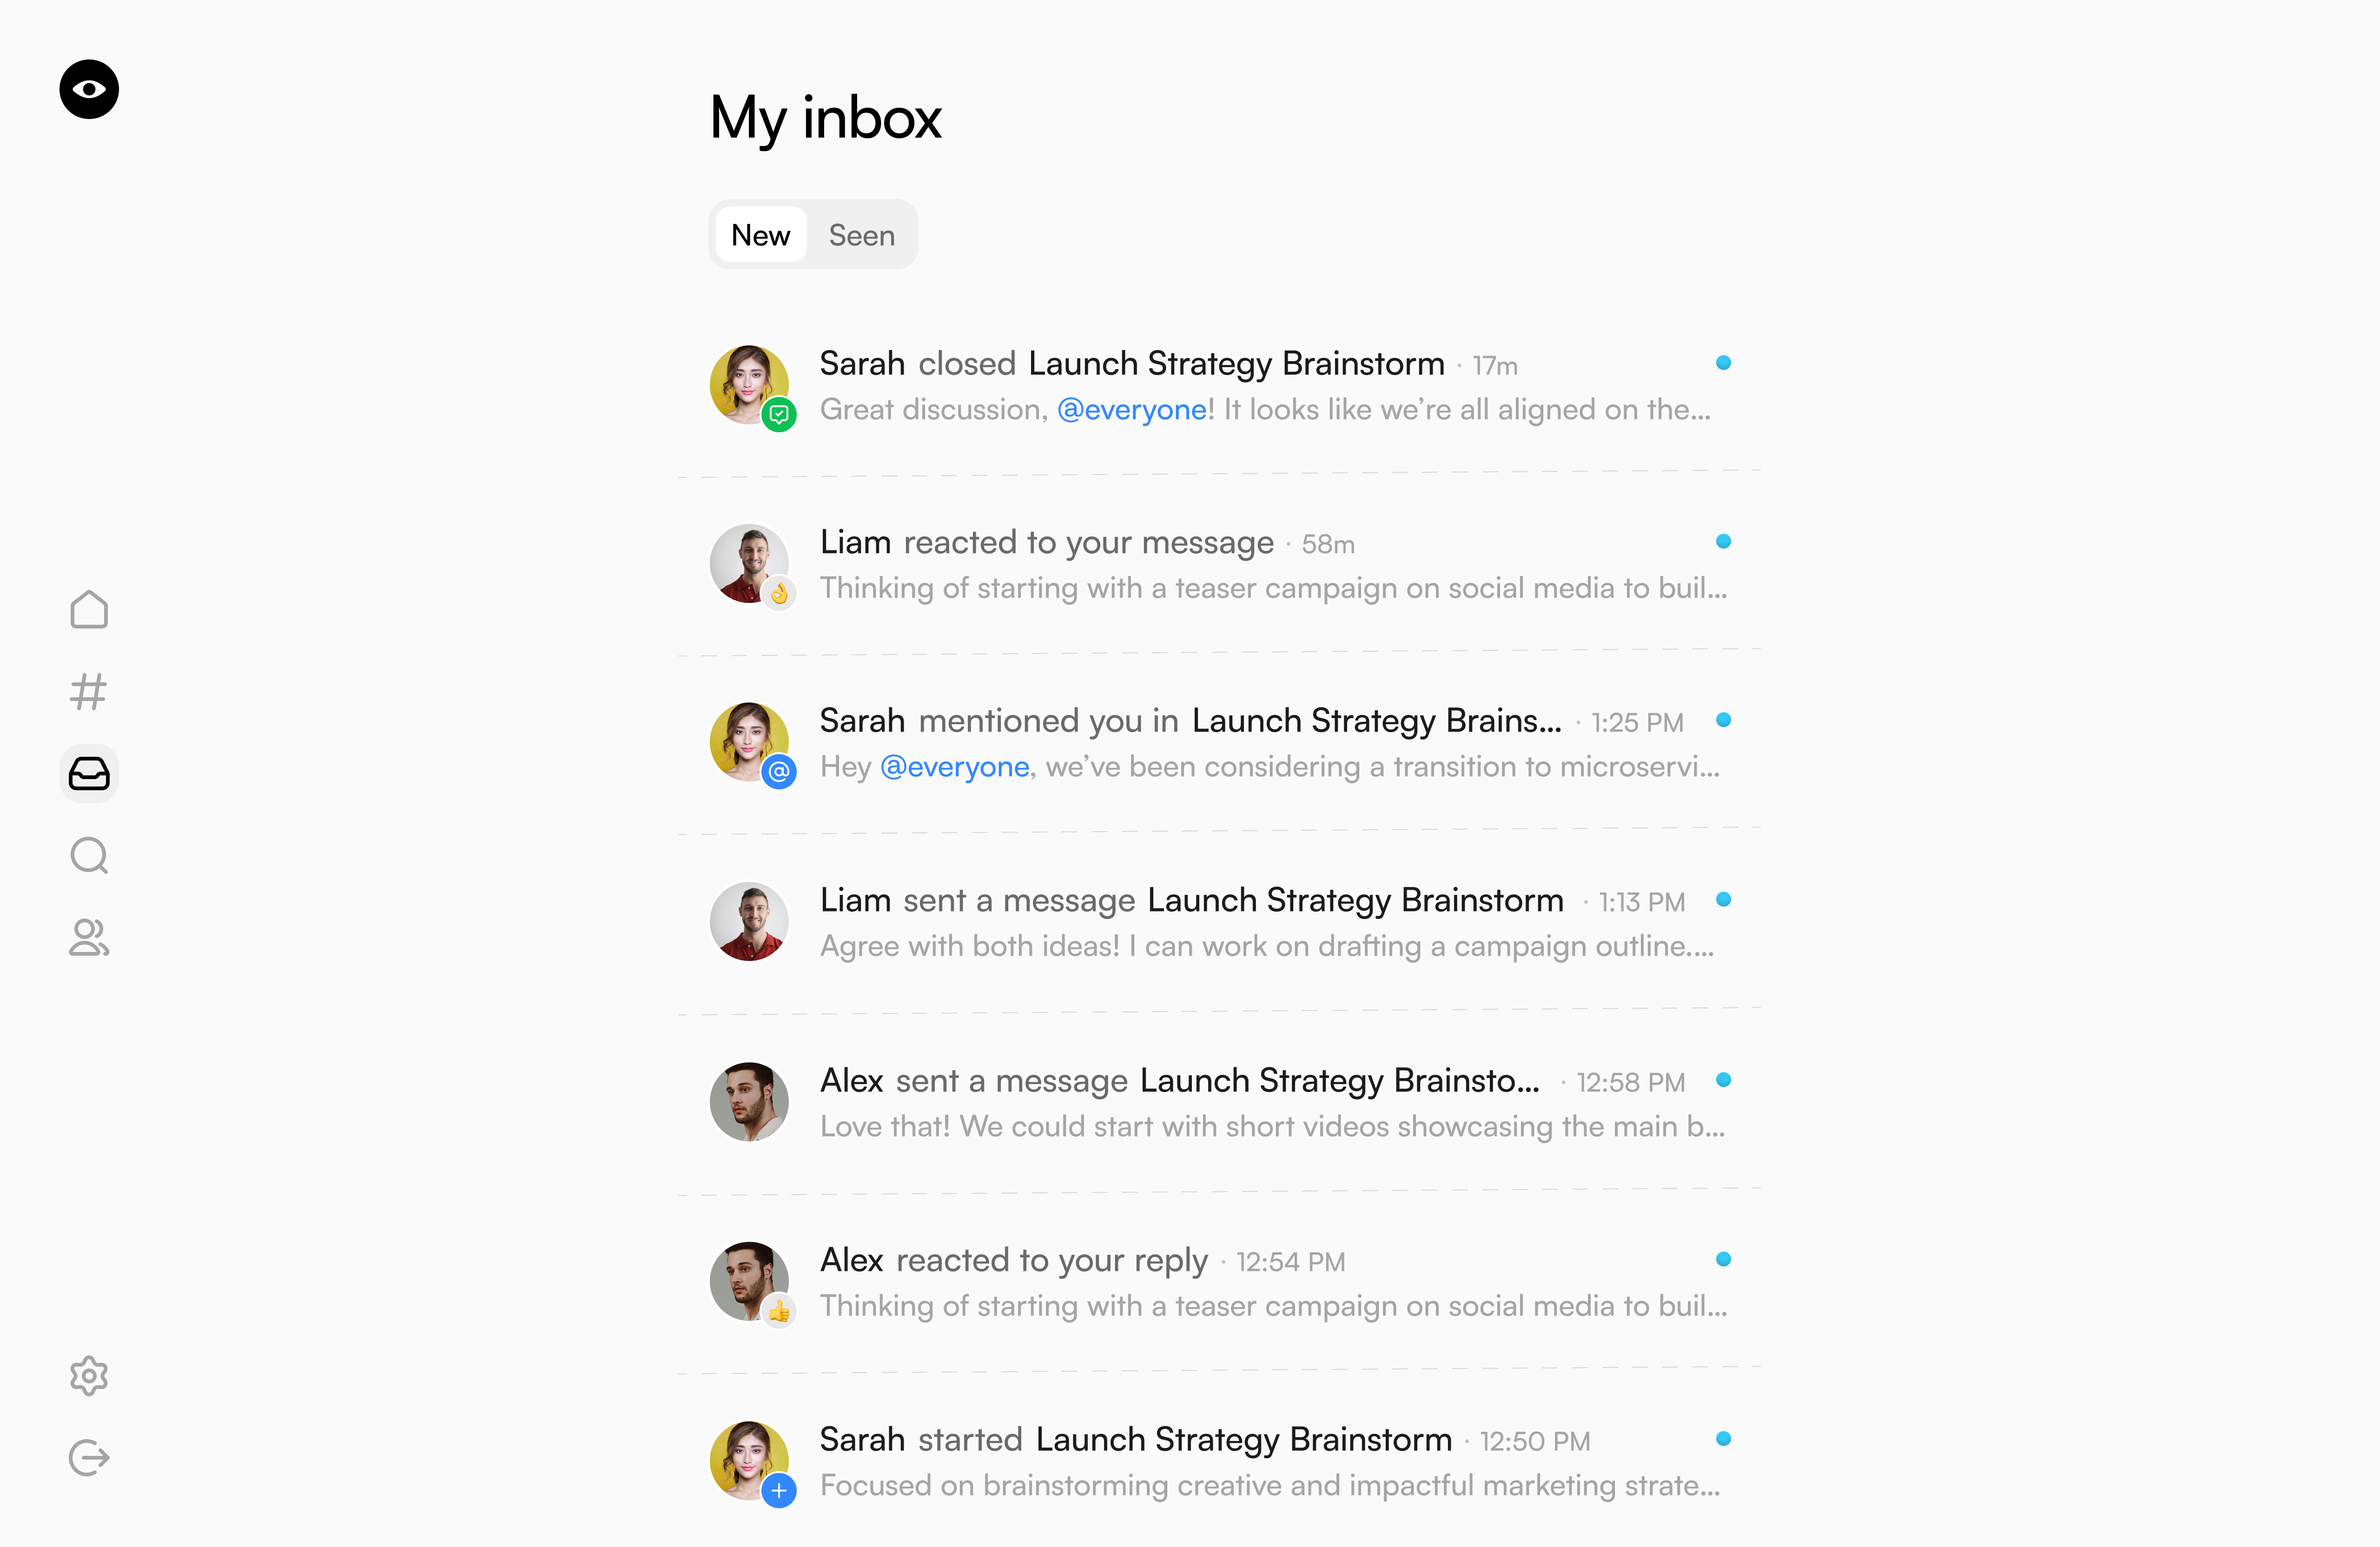 My inbox
New
Seen
Sarah closed Launch Strategy Brainstorm · 17m
Great discussion, @everyone! It looks like we’re all aligned on the...
Liam reacted to your message · 58m
Thinking of starting with a teaser campaign on social media to buil...
Sarah mentioned you in Launch Strategy Brains... · 1:25 PM
Hey @everyone, we’ve been considering a transition to microservi...
Liam sent a message Launch Strategy Brainstorm · 1:13 PM
Agree with both ideas! I can work on drafting a campaign outline....
Alex sent a message Launch Strategy Brainsto... · 12:58 PM
Love that! We could start with short videos showcasing the main b...
Alex reacted to your reply · 12:54 PM
Thinking of starting with a teaser campaign on social media to buil...
Sarah started Launch Strategy Brainstorm · 12:50 PM
Focused on brainstorming creative and impactful marketing strate...